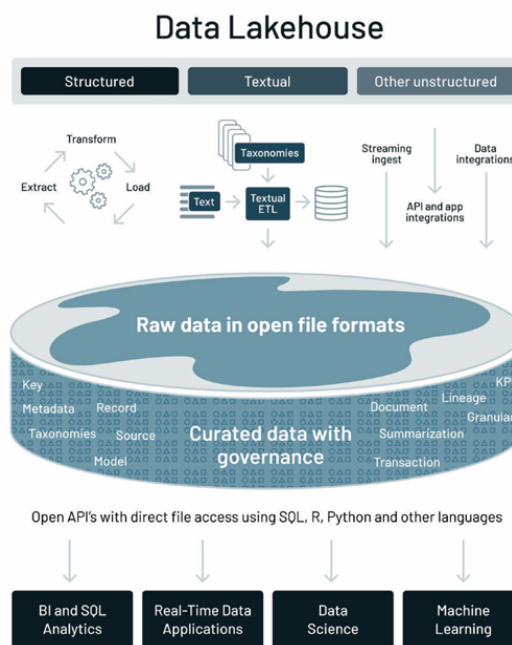 Data Lakehouse
Structured
Textual
Other unstructured
Transform
Extract
Load
Taxonomies
Text
Textual
ETL
Streaming
ingest
API and app
integrations
Data
integrations
Raw data in open file formats
Key
Metadata
Record
Taxonomies
Source
Model
Curated data with
governance
KP
Lineage
Document
Granular
Summarization
Transaction
Open API's with direct file access using SQL, R, Python and other languages
BI and SQL
Analytics
Real-Time Data
Applications
Data
Science
Machine
Learning